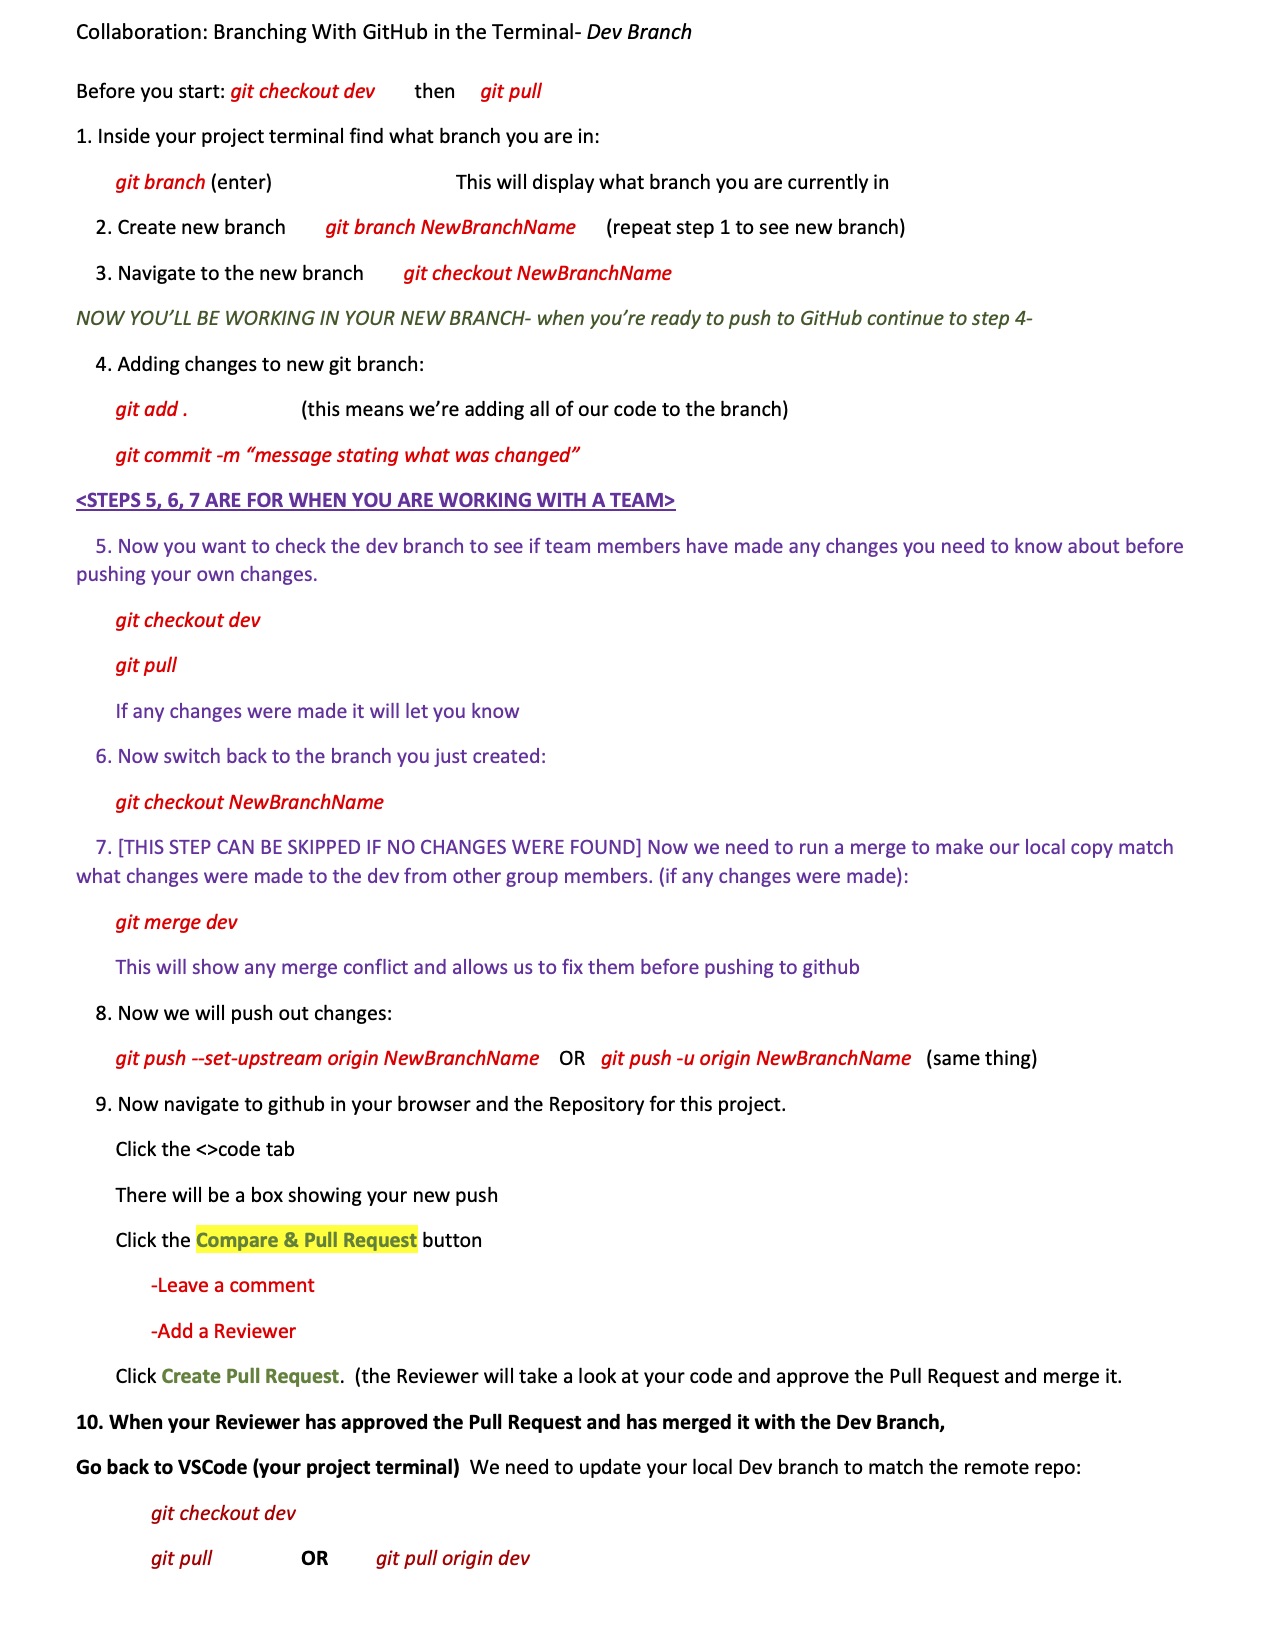 Collaboration: Branching With GitHub in the Terminal- Dev Branch
Before you start: git checkout dev then git pull
1. Inside your project terminal find what branch you are in:
git branch (enter) This will display what branch you are currently in
2. Create new branch git branch NewBranchName (repeat step 1 to see new branch)
3. Navigate to the new branch git checkout NewBranchName
NOW YOU’LL BE WORKING IN YOUR NEW BRANCH- when you’re ready to push to GitHub continue to step 4-
4. Adding changes to new git branch:
git add . (this means we’re adding all of our code to the branch)
git commit -m “message stating what was changed”
<STEPS 5, 6, 7 ARE FOR WHEN YOU ARE WORKING WITH A TEAM>
5. Now you want to check the dev branch to see if team members have made any changes you need to know about before
pushing your own changes.
git checkout dev
git pull
If any changes were made it will let you know
6. Now switch back to the branch you just created:
git checkout NewBranchName
7. [THIS STEP CAN BE SKIPPED IF NO CHANGES WERE FOUND] Now we need to run a merge to make our local copy match
what changes were made to the dev from other group members. (if any changes were made):
git merge dev
This will show any merge conflict and allows us to fix them before pushing to github
8. Now we will push out changes:
git push --set-upstream origin NewBranchName OR git push -u origin NewBranchName (same thing)
9. Now navigate to github in your browser and the Repository for this project.
Click the <>code tab
There will be a box showing your new push
Click the Compare & Pull Request button
-Leave a comment
-Add a Reviewer
Click Create Pull Request. (the Reviewer will take a look at your code and approve the Pull Request and merge it.
10. When your Reviewer has approved the Pull Request and has merged it with the Dev Branch,
Go back to VSCode (your project terminal) We need to update your local Dev branch to match the remote repo:
git checkout dev
git pull OR git pull origin dev